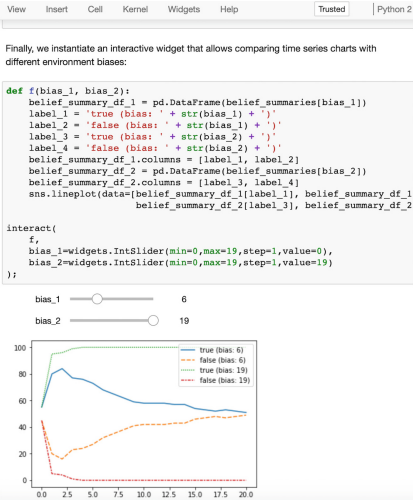 View Insert Cell Kernel Widgets Help Trusted Python 2
Finally, we instantiate an interactive widget that allows comparing time series charts with
different environment biases:
def f(bias_1, bias_2):
    belief_summary_df_1 = pd.DataFrame(belief_summaries[bias_1])
    label_1 = 'true (bias: ' + str(bias_1) + ')'
    label_2 = 'false (bias: ' + str(bias_1) + ')'
    label_3 = 'true (bias: ' + str(bias_2) + ')'
    label_4 = 'false (bias: ' + str(bias_2) + ')'
    belief_summary_df_1.columns = [label_1, label_2]
    belief_summary_df_2 = pd.DataFrame(belief_summaries[bias_2])
    belief_summary_df_2.columns = [label_3, label_4]
    sns.lineplot(data=[belief_summary_df_1[label_1], belief_summary_df_1
                       belief_summary_df_2[label_3], belief_summary_df_2
interact(
    f,
    bias_1=widgets.IntSlider(min=0,max=19,step=1,value=0),
    bias_2=widgets.IntSlider(min=0,max=19,step=1,value=19)
);
bias_1 6
bias_2 19
100
80
60
40
20
0
true (bias: 6)
false (bias: 6)
true (bias: 19)
false (bias: 19)
0.0 2.5 5.0 7.5 10.0 12.5 15.0 17.5 20.0